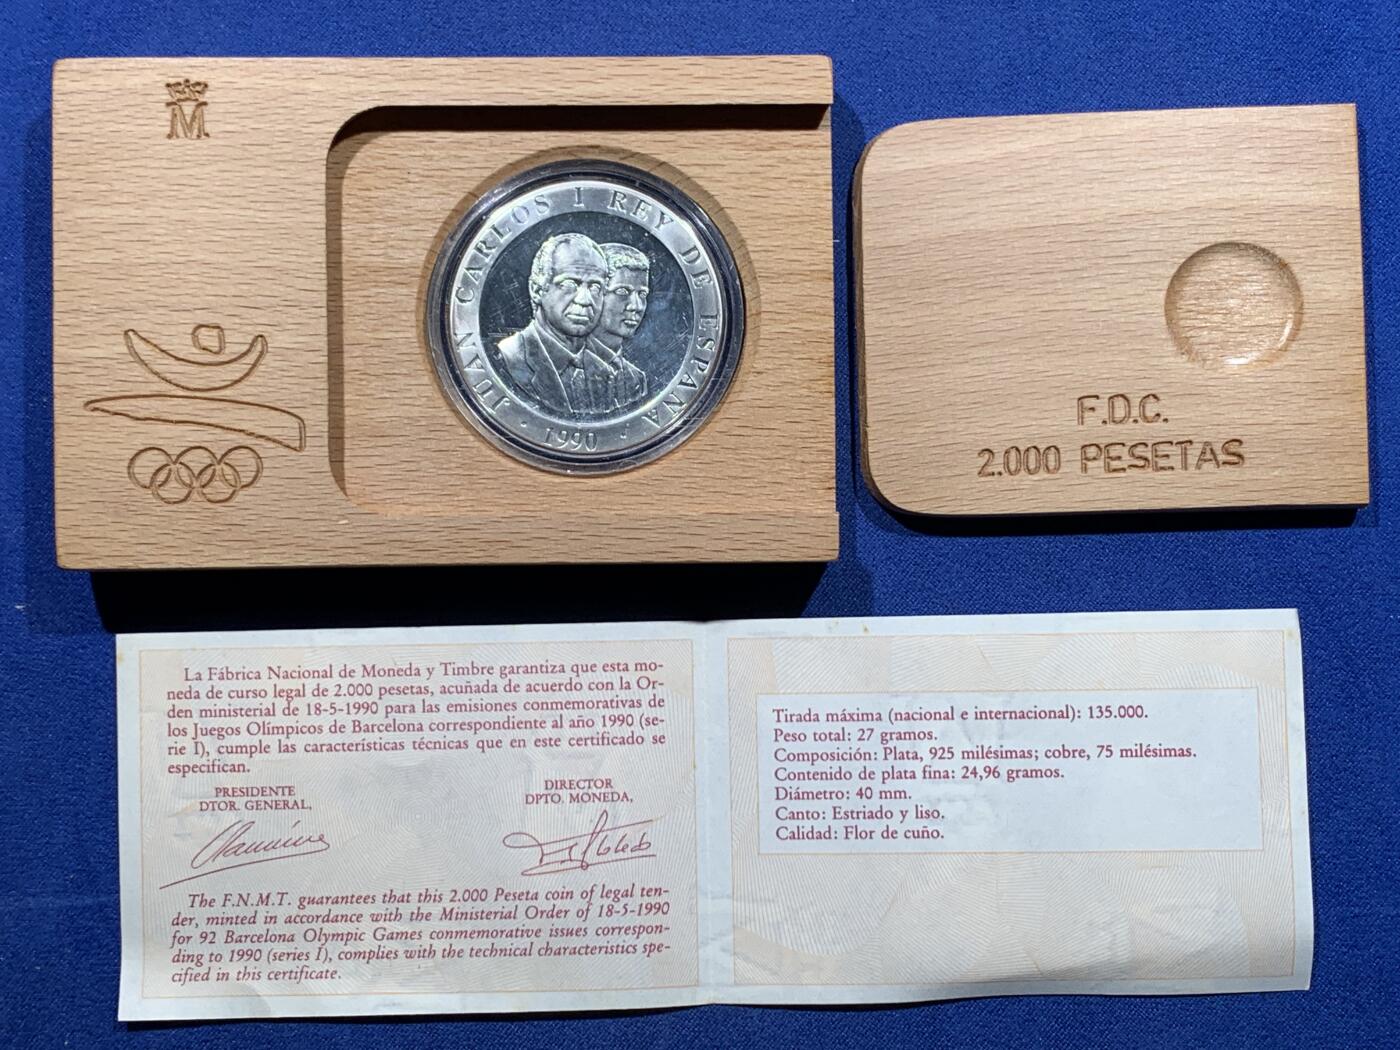 M
JUAN CARLOS I REY DE ESPAÑA
· 1990 ·
F.D.C.
2.000 PESETAS
La Fábrica Nacional de Moneda y Timbre garantiza que esta mo-
neda de curso legal de 2.000 pesetas, acuñada de acuerdo con la Or-
den ministerial de 18-5-1990 para las emisiones conmemorativas de
los Juegos Olímpicos de Barcelona correspondiente al año 1990 (se-
rie I), cumple las características técnicas que en este certificado se
especifican.
PRESIDENTE
DTOR. GENERAL,
DIRECTOR
DPTO. MONEDA,
The F.N.M.T. guarantees that this 2.000 Peseta coin of legal ten-
der, minted in accordance with the Ministerial Order of 18-5-1990
for 92 Barcelona Olympic Games commemorative issues correspon-
ding to 1990 (series I), complies with the technical characteristics spe-
cified in this certificate.
Tirada máxima (nacional e internacional): 135.000.
Peso total: 27 gramos.
Composición: Plata, 925 milésimas; cobre, 75 milésimas.
Contenido de plata fina: 24,96 gramos.
Diámetro: 40 mm.
Canto: Estriado y liso.
Calidad: Flor de cuño.